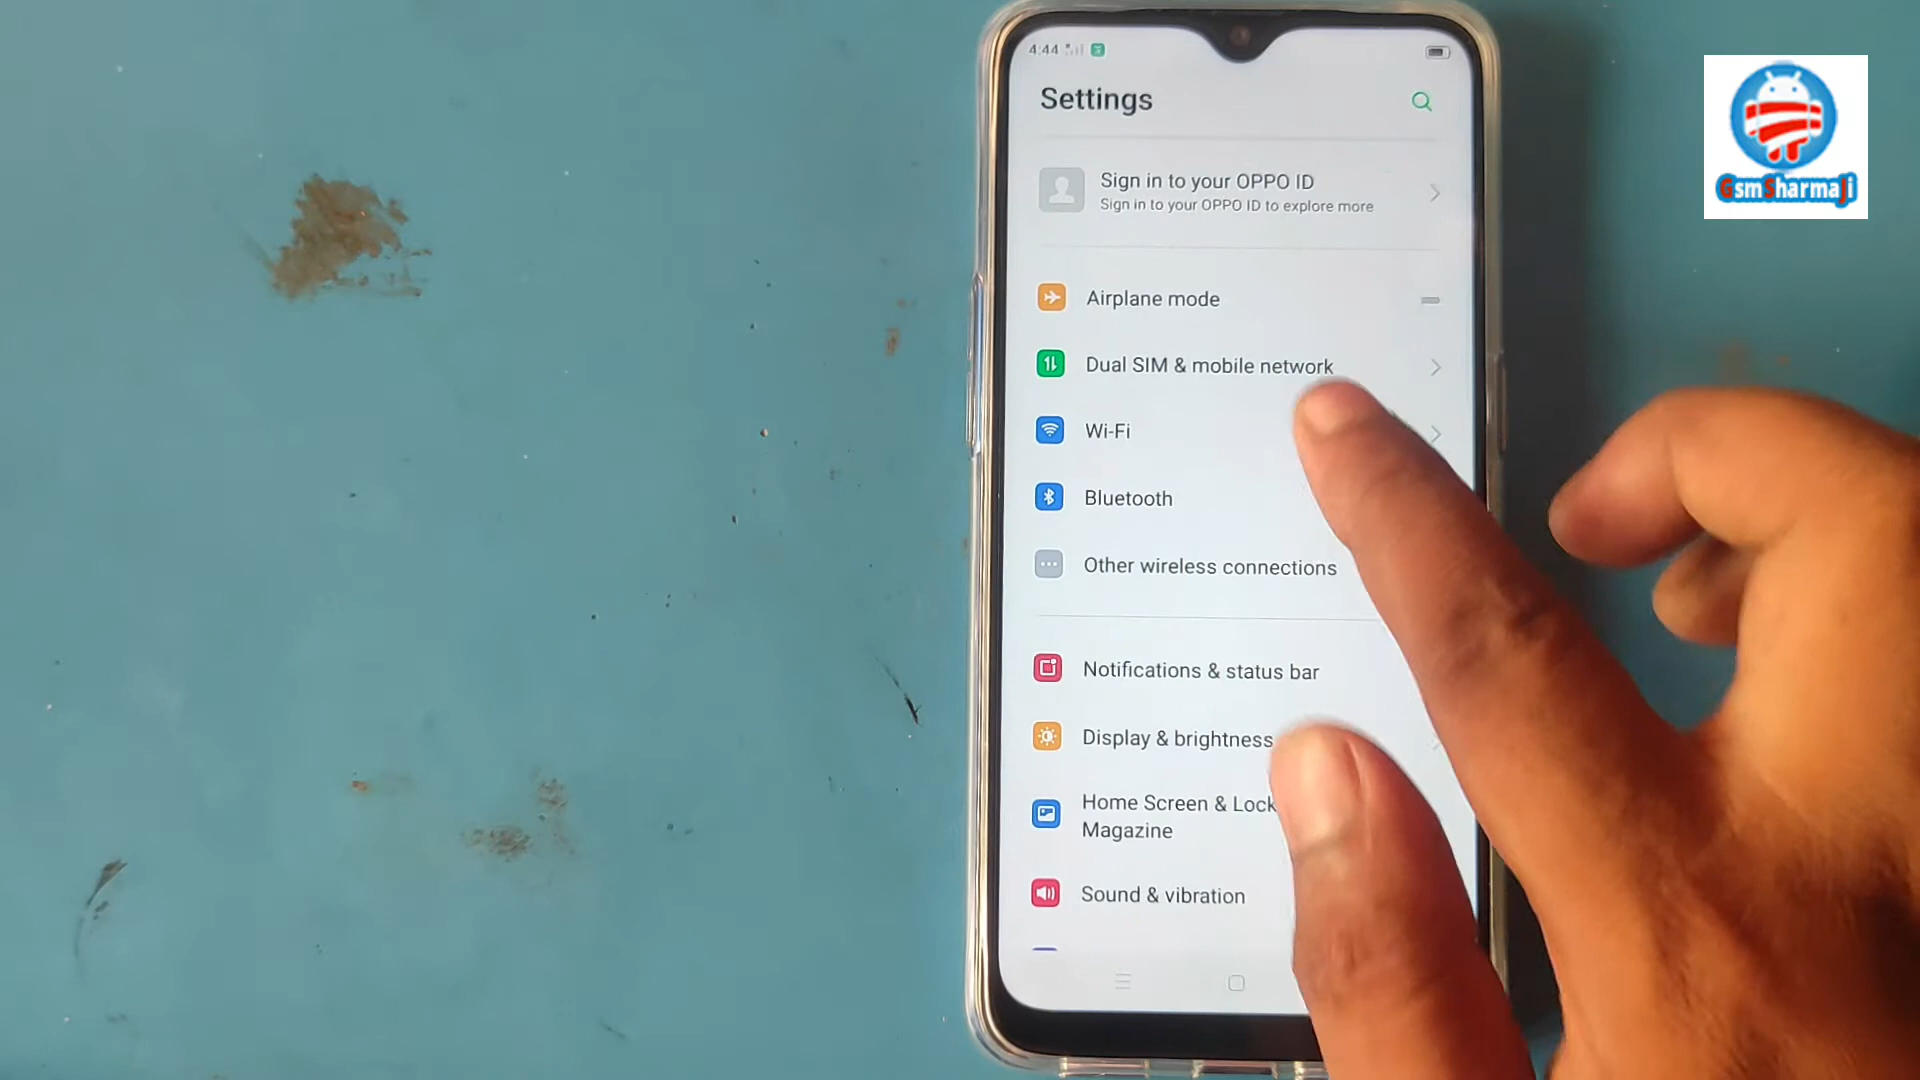 4:44
Settings
Sign in to your OPPO ID
Sign in to your OPPO ID to explore more
Airplane mode
Dual SIM & mobile network
Wi-Fi
Bluetooth
Other wireless connections
Notifications & status bar
Display & brightness
Home Screen & Lock
Magazine
Sound & vibration
GsmSharmaJi